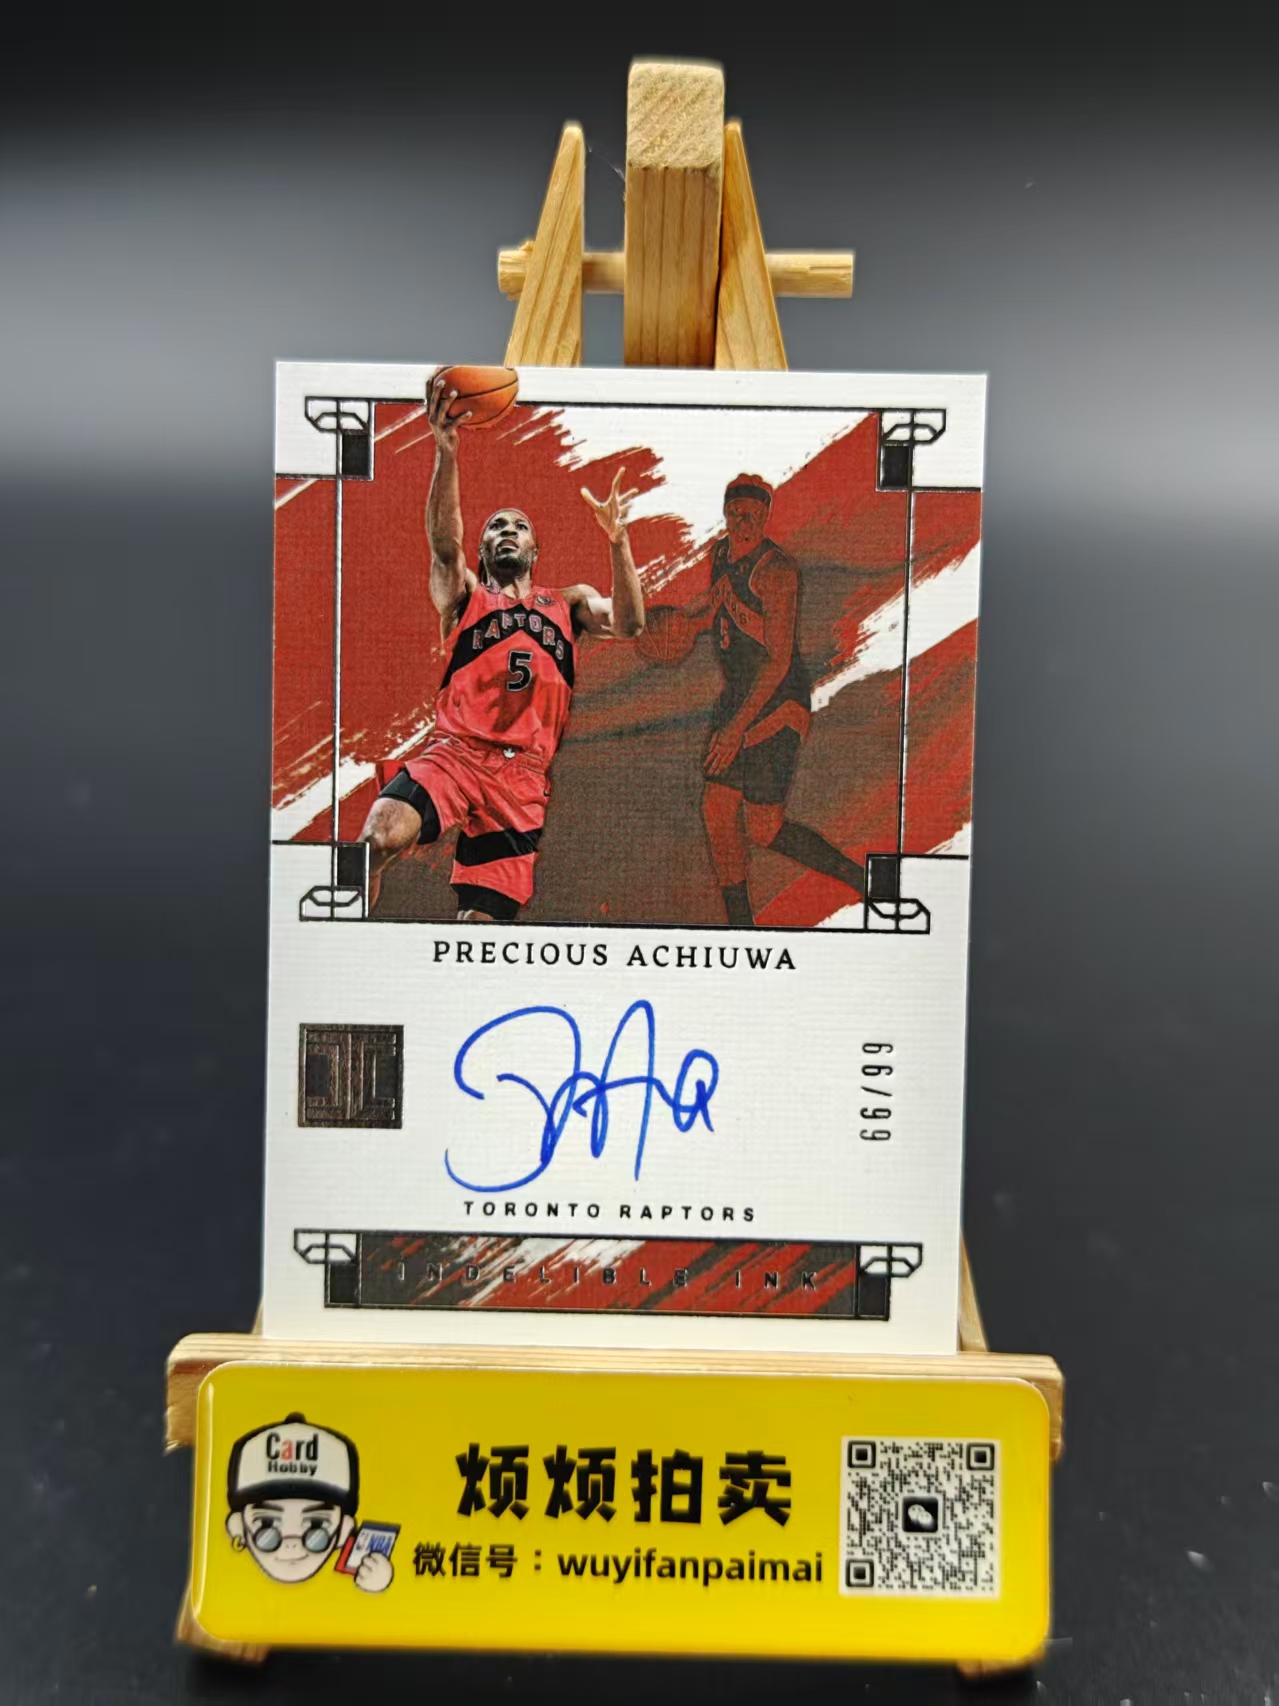 RAPTORS
5
PRECIOUS ACHIUWA
66/99
TORONTO RAPTORS
INDELIBLE INK
Card
Hobby
NBA
烦烦拍卖
微信号：wuyifanpaimai